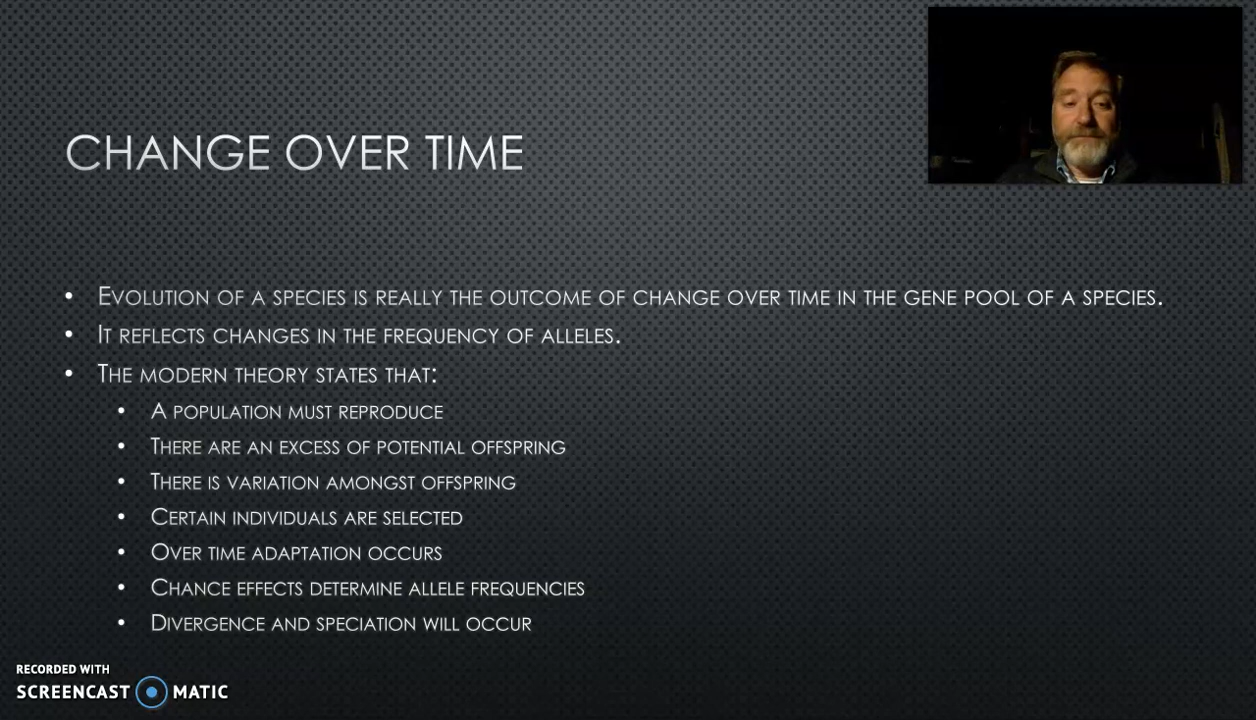 CHANGE OVER TIME
EVOLUTION OF A SPECIES IS REALLY THE OUTCOME OF CHANGE OVER TIME IN THE GENE POOL OF A SPECIES.
IT REFLECTS CHANGES IN THE FREQUENCY OF ALLELES.
THE MODERN THEORY STATES THAT:
A POPULATION MUST REPRODUCE
THERE ARE AN EXCESS OF POTENTIAL OFFSPRING
THERE IS VARIATION AMONGST OFFSPRING
CERTAIN INDIVIDUALS ARE SELECTED
OVER TIME ADAPTATION OCCURS
CHANCE EFFECTS DETERMINE ALLELE FREQUENCIES
DIVERGENCE AND SPECIATION WILL OCCUR
RECORDED WITH
SCREENCAST MATIC